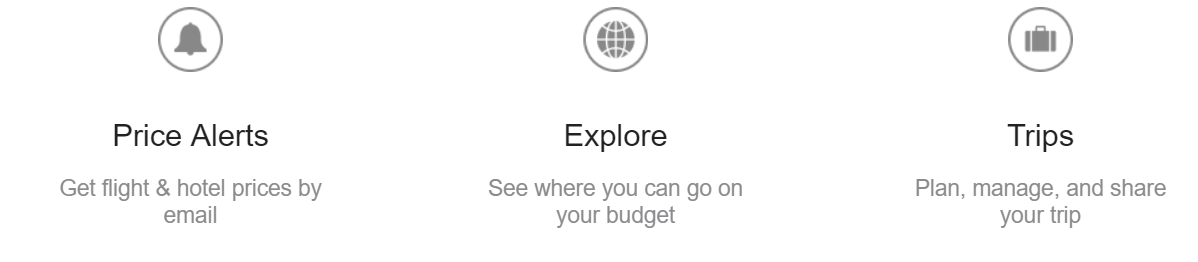 Price Alerts
Get flight & hotel prices by
email
Explore
See where you can go on
your budget
Trips
Plan, manage, and share
your trip